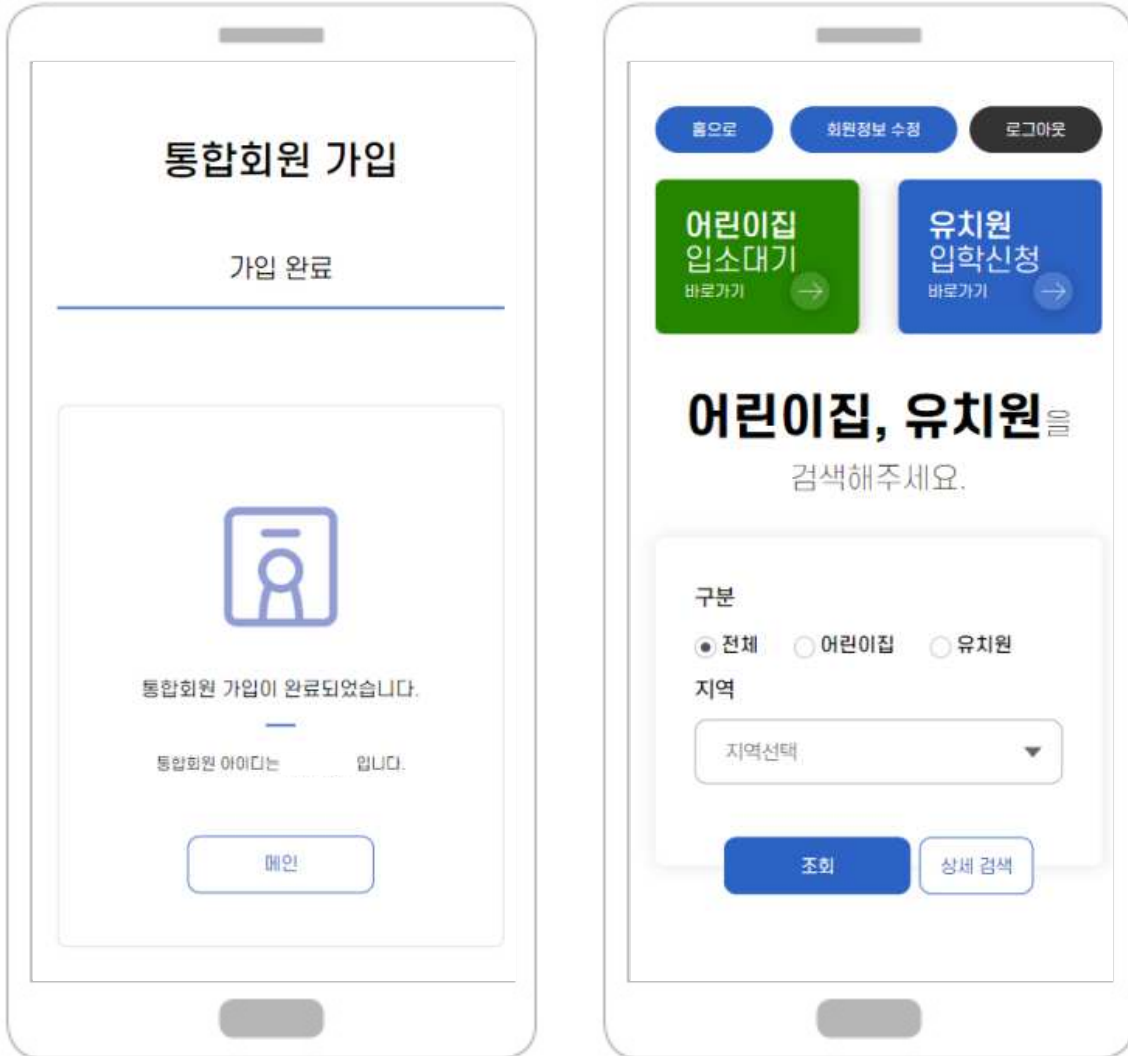 통합회원 가입
가입 완료
통합회원 가입이 완료되었습니다.
통합회원 아이디는 입니다.
메인
홈으로 회원정보 수정 로그아웃
어린이집
입소대기
바로가기
유치원
입학신청
바로가기
어린이집, 유치원을
검색해주세요.
구분
전체 어린이집 유치원
지역
지역선택
조회 상세 검색